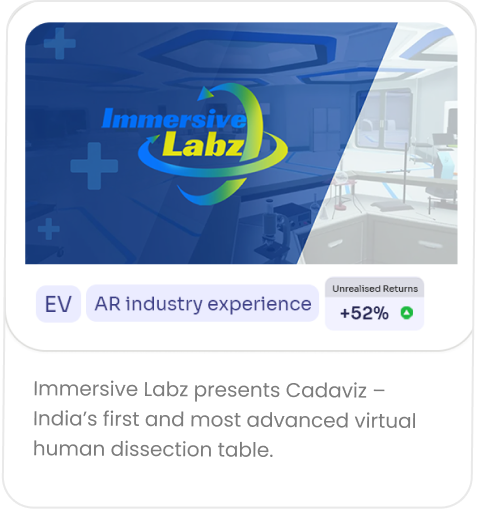 Immersive
Labz
EV
AR industry experience
Unrealised Returns
+52%
Immersive Labz presents Cadaviz –
India’s first and most advanced virtual
human dissection table.